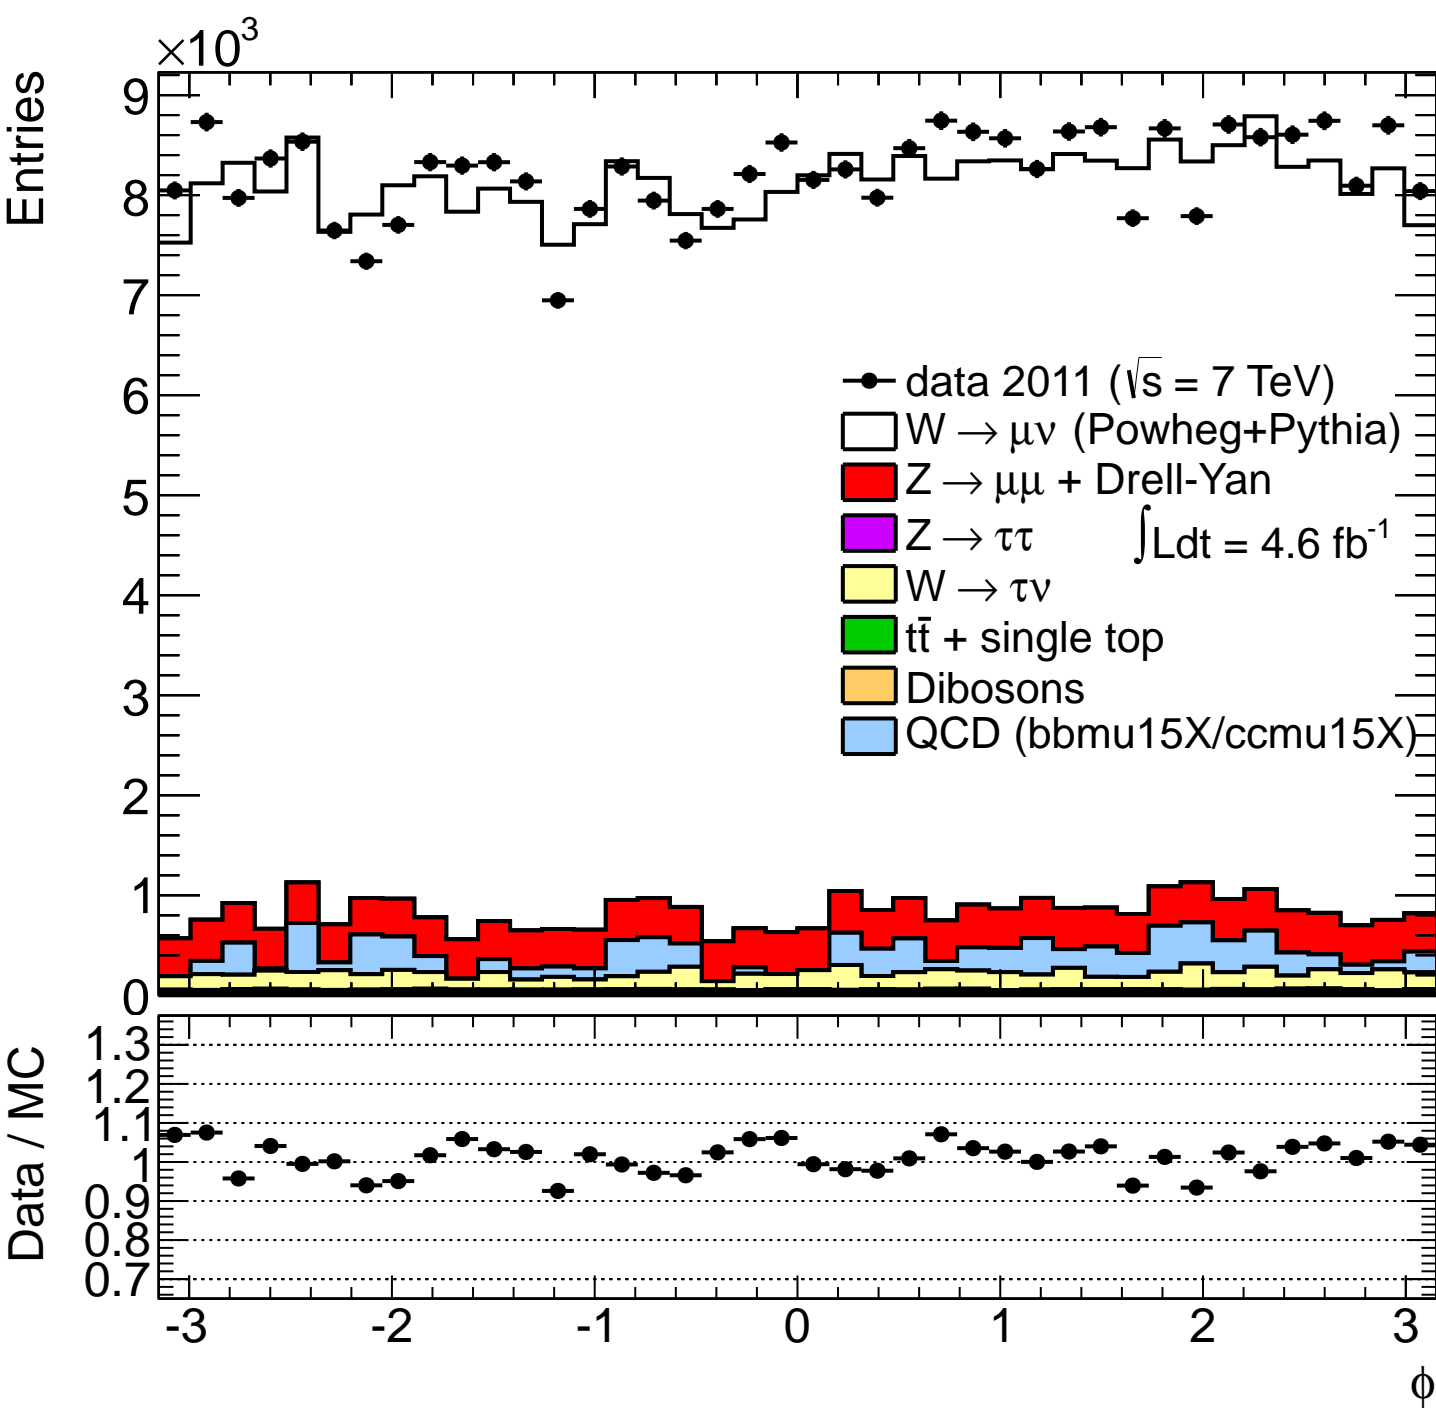 ×10³
Entries
9
8
7
6
5
4
3
2
1
0
data 2011 (√s = 7 TeV)
W → μν (Powheg+Pythia)
Z → μμ + Drell-Yan
Z → ττ
∫Ldt = 4.6 fb⁻¹
W → τν
tt̄ + single top
Dibosons
QCD (bbmu15X/ccmu15X)
Data / MC
1.3
1.2
1.1
1
0.9
0.8
0.7
-3 -2 -1 0 1 2 3
ϕ